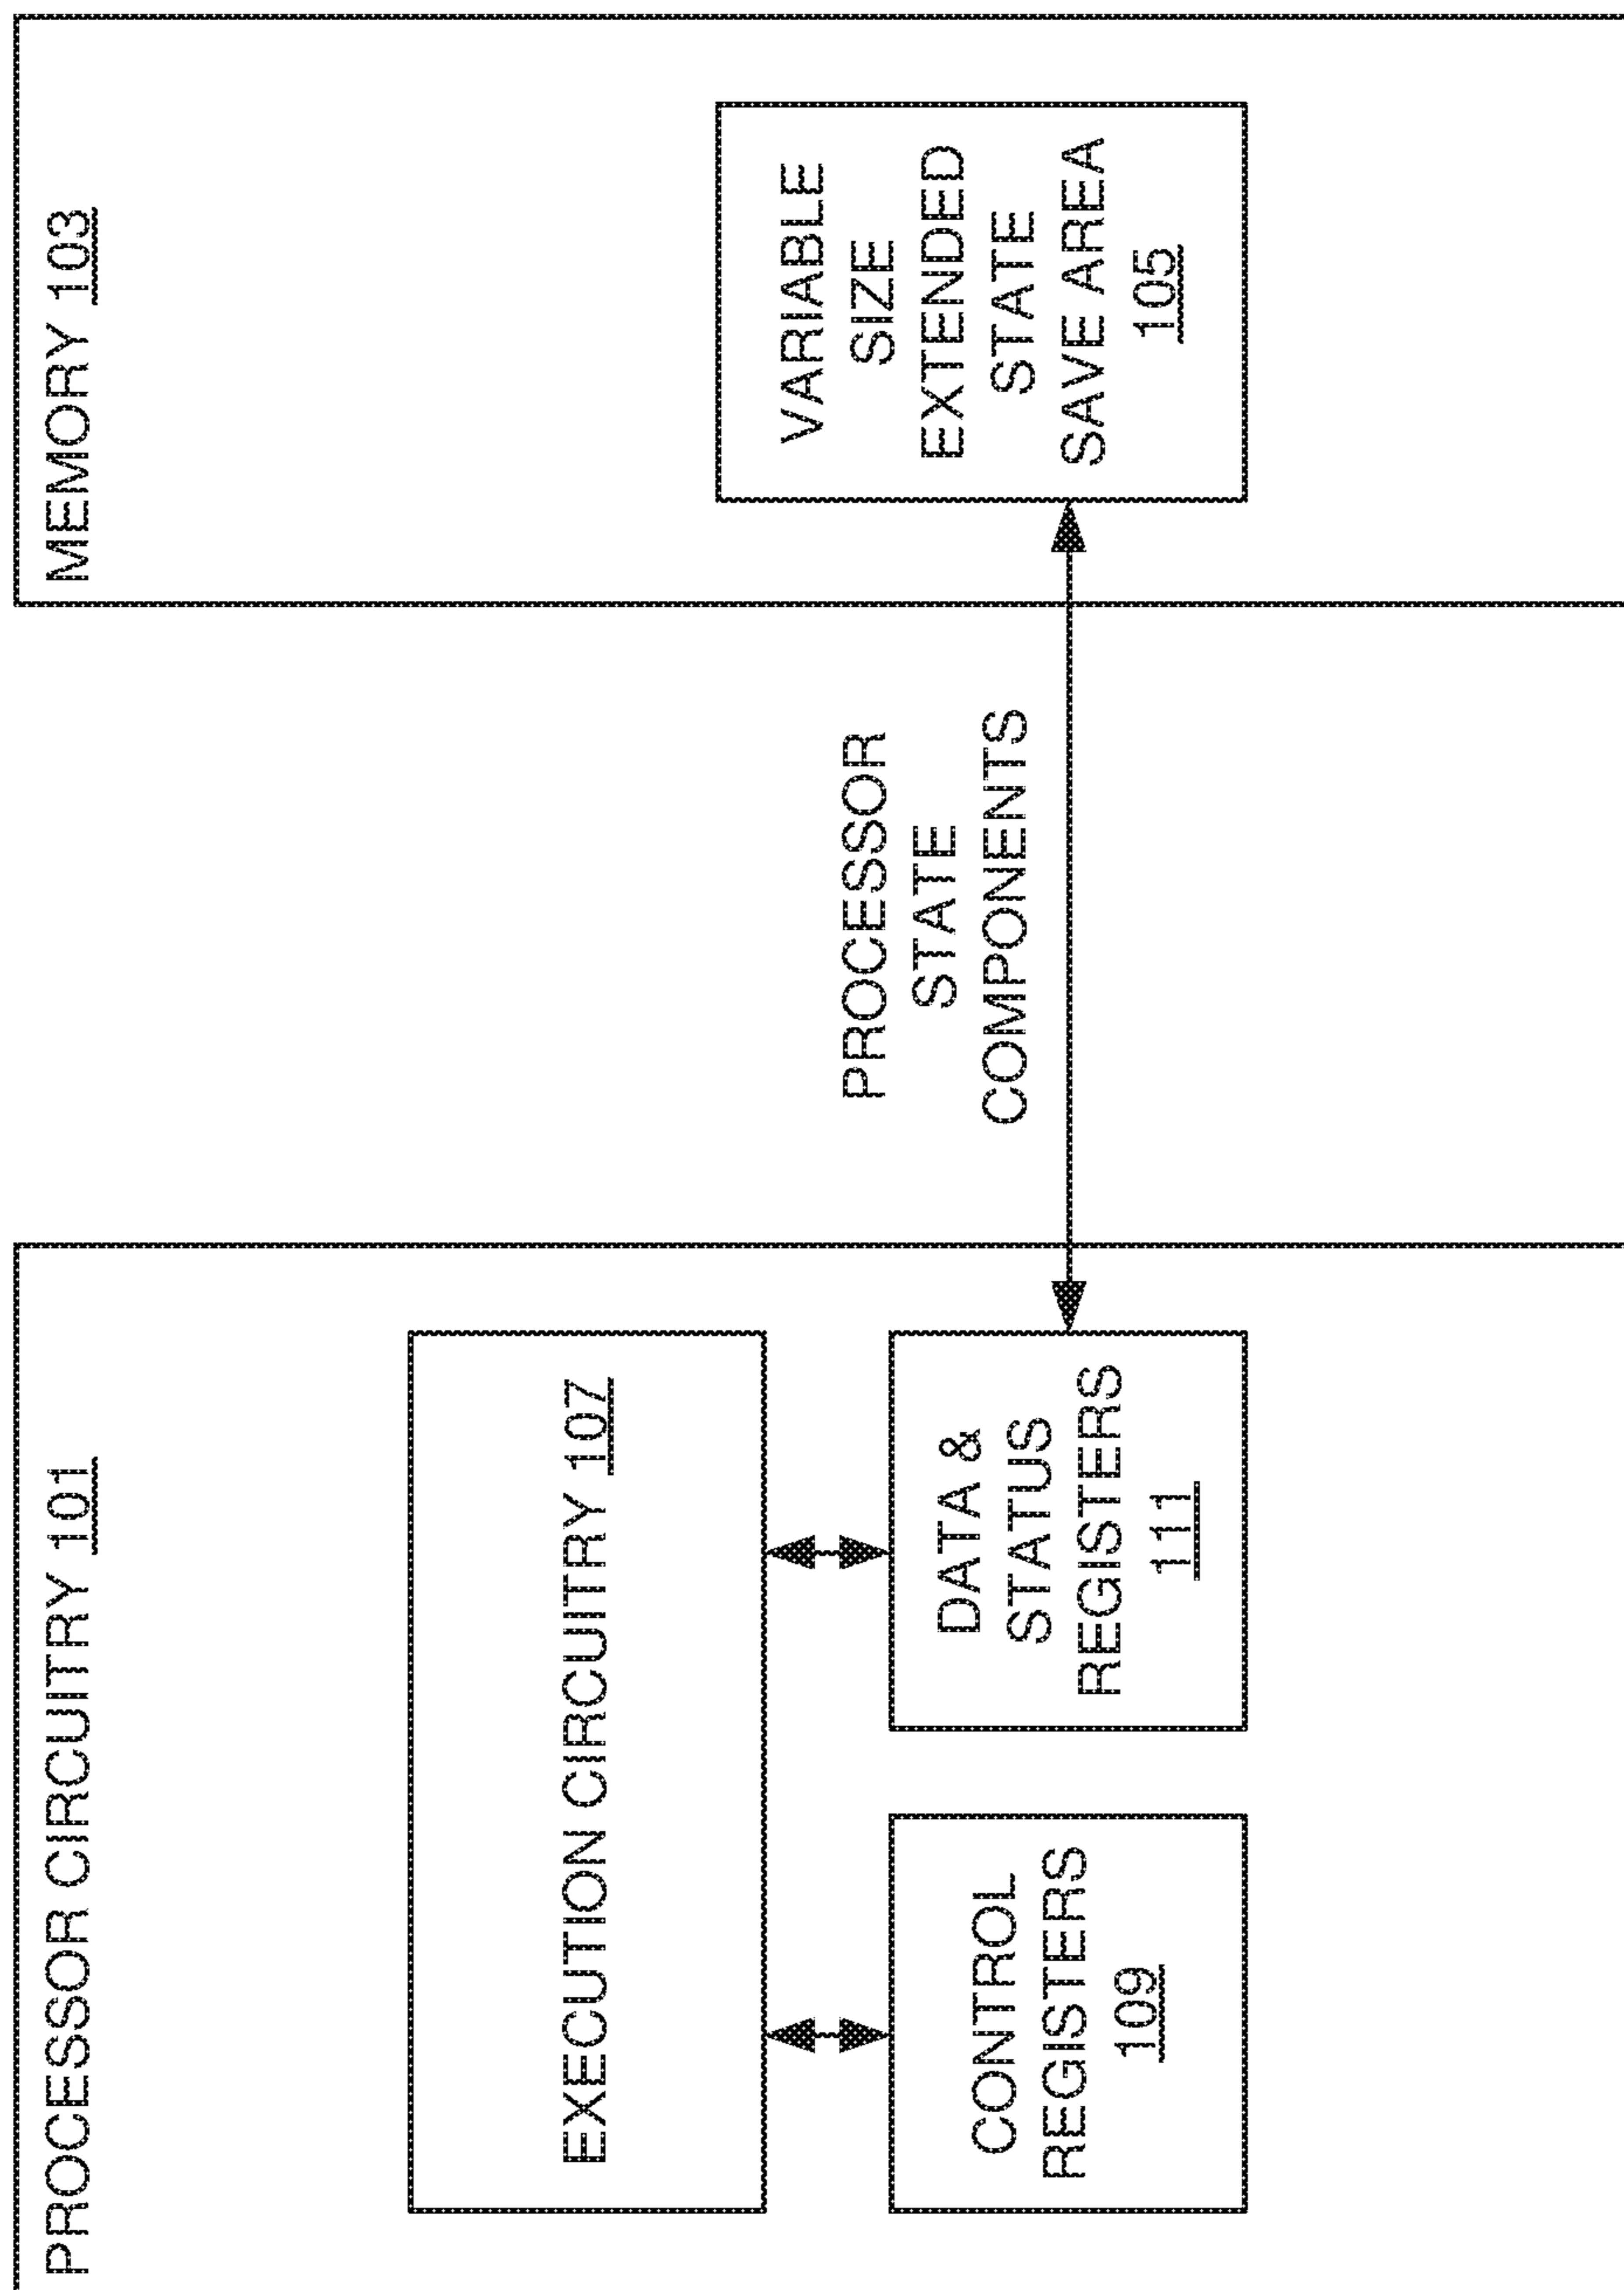 PROCESSOR CIRCUITRY 101
EXECUTION CIRCUITRY 107
CONTROL
REGISTERS
109
DATA &
STATUS
REGISTERS
111
PROCESSOR
STATE
COMPONENTS
MEMORY 103
VARIABLE
SIZE
EXTENDED
STATE
SAVE AREA
105